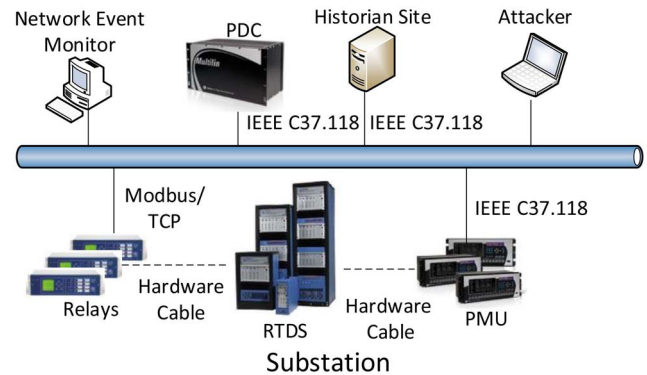 Network Event
Monitor
PDC
Historian Site
Attacker
Multilin
IEEE C37.118
IEEE C37.118
Modbus/
TCP
IEEE C37.118
Relays
Hardware
Cable
RTDS
Hardware
Cable
PMU
Substation